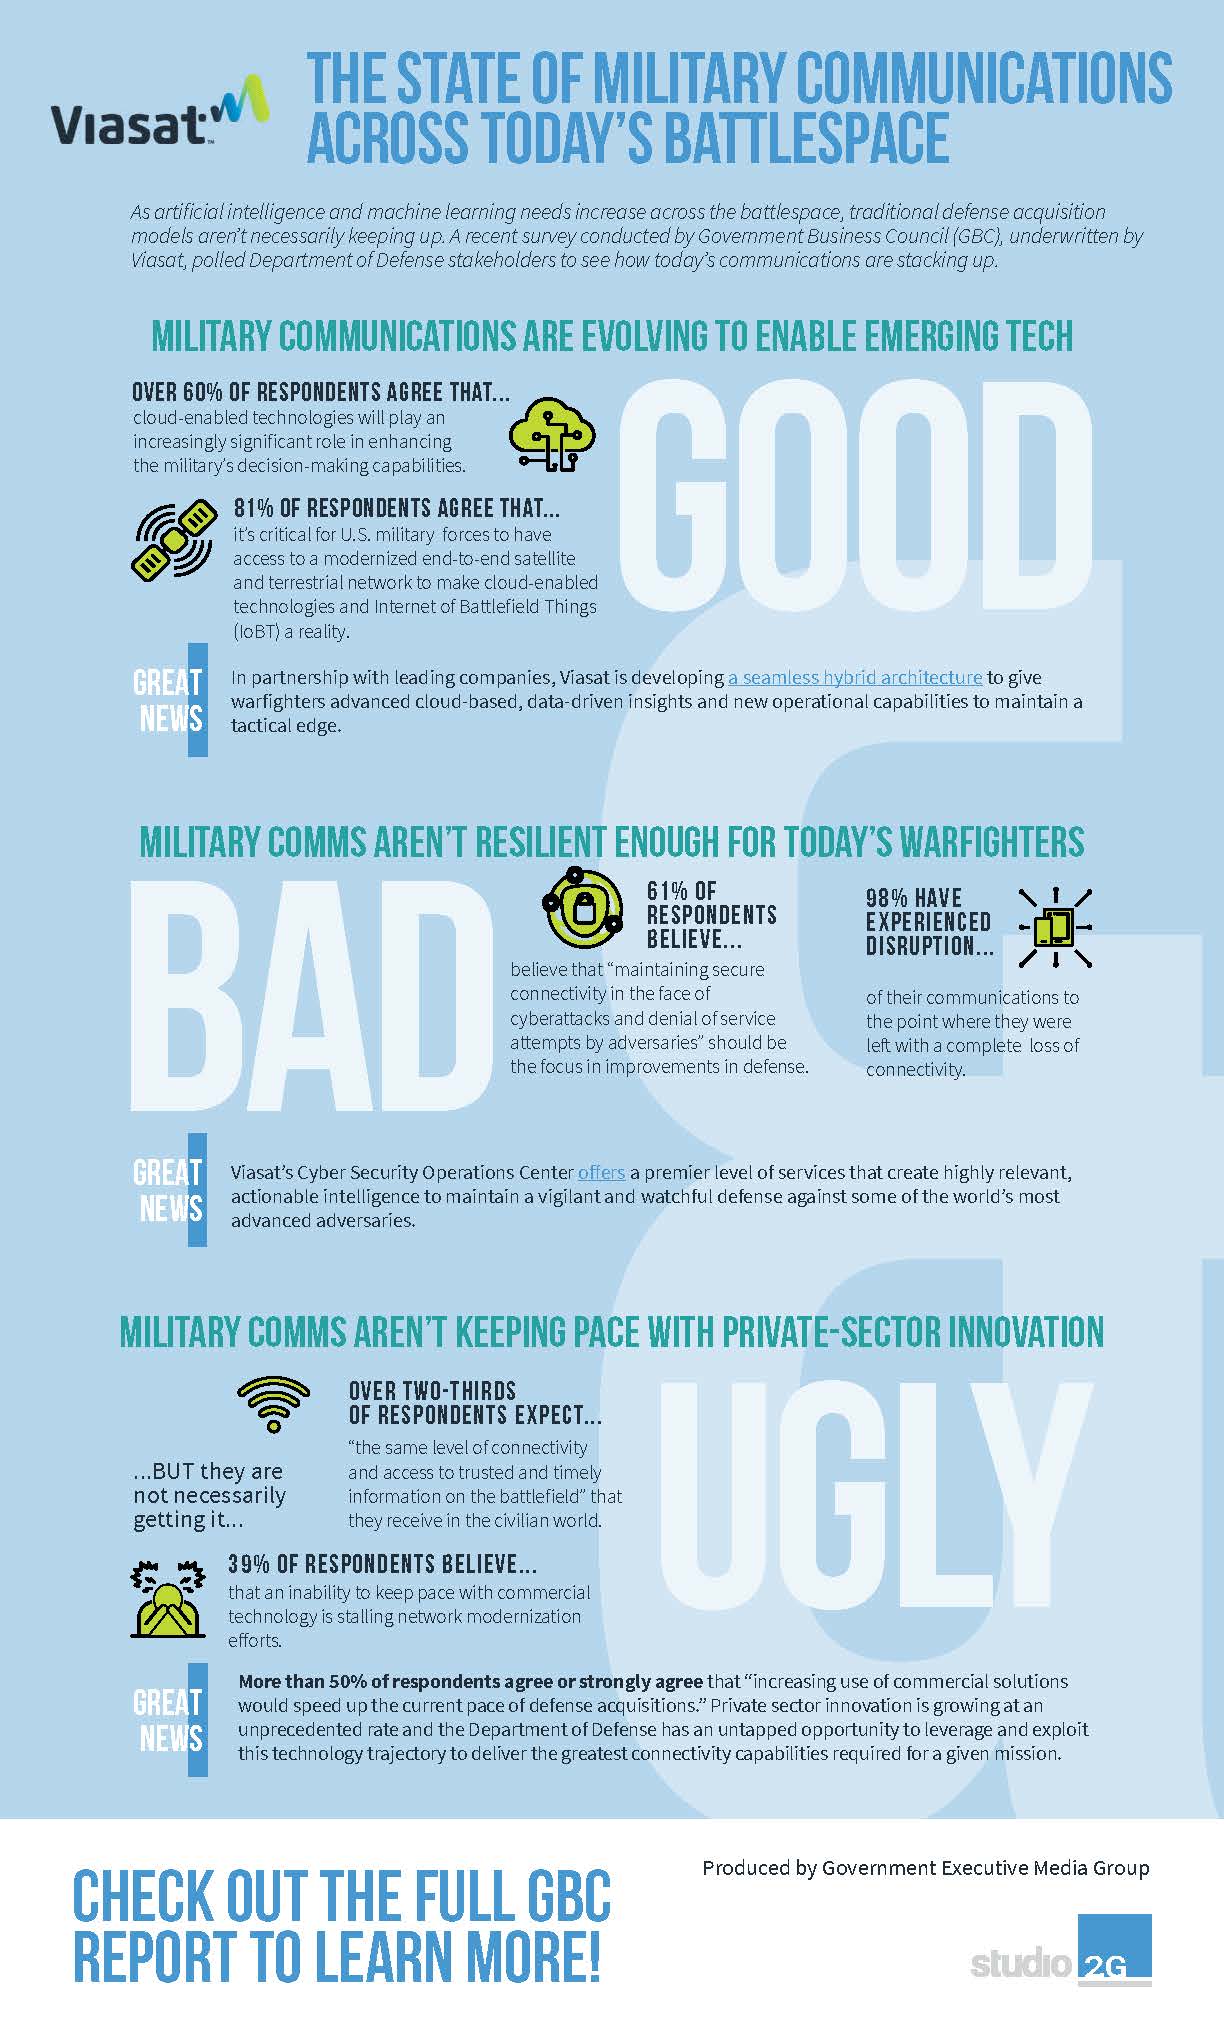 Viasat™
THE STATE OF MILITARY COMMUNICATIONS
ACROSS TODAY'S BATTLESPACE
As artificial intelligence and machine learning needs increase across the battlespace, traditional defense acquisition
models aren't necessarily keeping up. A recent survey conducted by Government Business Council (GBC), underwritten by
Viasat, polled Department of Defense stakeholders to see how today's communications are stacking up.
MILITARY COMMUNICATIONS ARE EVOLVING TO ENABLE EMERGING TECH
GOOD
OVER 60% OF RESPONDENTS AGREE THAT...
cloud-enabled technologies will play an
increasingly significant role in enhancing
the military's decision-making capabilities.
81% OF RESPONDENTS AGREE THAT...
it's critical for U.S. military forces to have
access to a modernized end-to-end satellite
and terrestrial network to make cloud-enabled
technologies and Internet of Battlefield Things
(IoBT) a reality.
GREAT
NEWS
In partnership with leading companies, Viasat is developing a seamless hybrid architecture to give
warfighters advanced cloud-based, data-driven insights and new operational capabilities to maintain a
tactical edge.
&
MILITARY COMMS AREN'T RESILIENT ENOUGH FOR TODAY'S WARFIGHTERS
BAD
61% OF
RESPONDENTS
BELIEVE...
believe that “maintaining secure
connectivity in the face of
cyberattacks and denial of service
attempts by adversaries” should be
the focus in improvements in defense.
98% HAVE
EXPERIENCED
DISRUPTION...
of their communications to
the point where they were
left with a complete loss of
connectivity.
GREAT
NEWS
Viasat's Cyber Security Operations Center offers a premier level of services that create highly relevant,
actionable intelligence to maintain a vigilant and watchful defense against some of the world's most
advanced adversaries.
MILITARY COMMS AREN'T KEEPING PACE WITH PRIVATE-SECTOR INNOVATION
UGLY
OVER TWO-THIRDS
OF RESPONDENTS EXPECT...
“the same level of connectivity
and access to trusted and timely
information on the battlefield” that
they receive in the civilian world.
...BUT they are
not necessarily
getting it...
39% OF RESPONDENTS BELIEVE...
that an inability to keep pace with commercial
technology is stalling network modernization
efforts.
GREAT
NEWS
More than 50% of respondents agree or strongly agree that “increasing use of commercial solutions
would speed up the current pace of defense acquisitions.” Private sector innovation is growing at an
unprecedented rate and the Department of Defense has an untapped opportunity to leverage and exploit
this technology trajectory to deliver the greatest connectivity capabilities required for a given mission.
CHECK OUT THE FULL GBC
REPORT TO LEARN MORE!
Produced by Government Executive Media Group
studio 2G